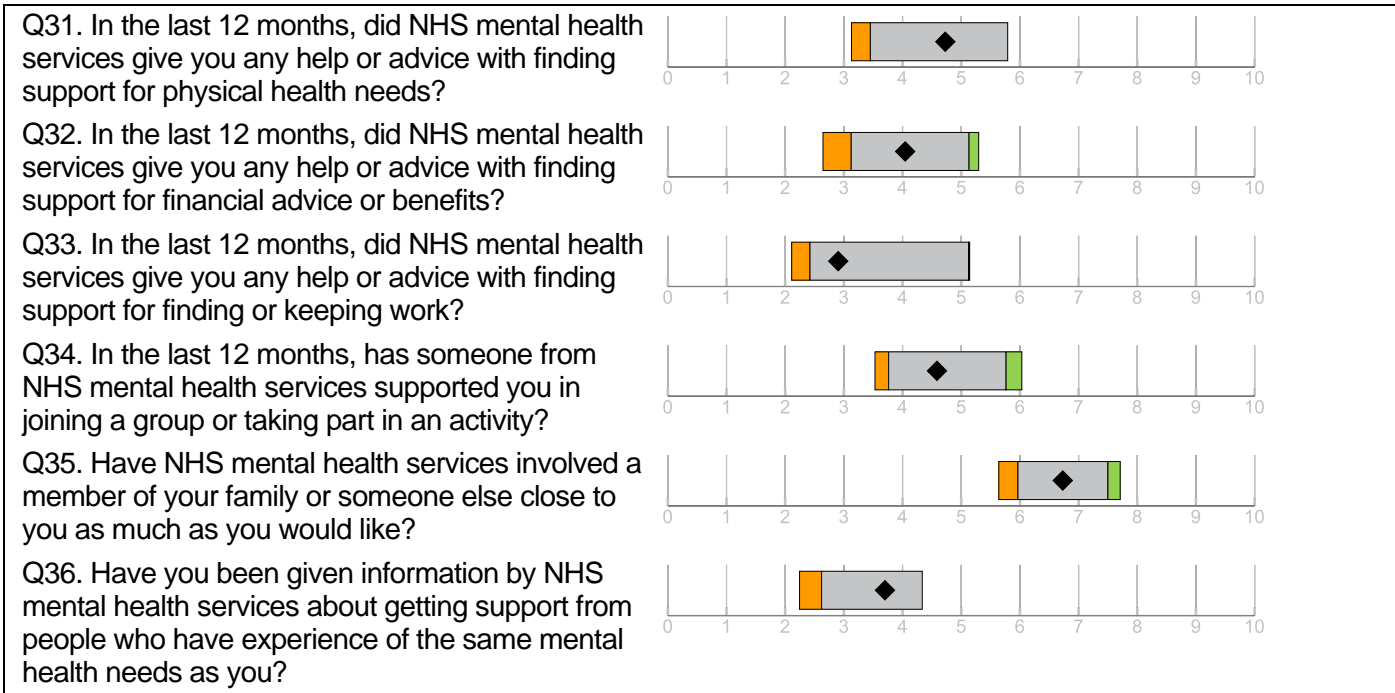 Q31. In the last 12 months, did NHS mental health
services give you any help or advice with finding
support for physical health needs?
0 1 2 3 4 5 6 7 8 9 10
Q32. In the last 12 months, did NHS mental health
services give you any help or advice with finding
support for financial advice or benefits?
0 1 2 3 4 5 6 7 8 9 10
Q33. In the last 12 months, did NHS mental health
services give you any help or advice with finding
support for finding or keeping work?
0 1 2 3 4 5 6 7 8 9 10
Q34. In the last 12 months, has someone from
NHS mental health services supported you in
joining a group or taking part in an activity?
0 1 2 3 4 5 6 7 8 9 10
Q35. Have NHS mental health services involved a
member of your family or someone else close to
you as much as you would like?
0 1 2 3 4 5 6 7 8 9 10
Q36. Have you been given information by NHS
mental health services about getting support from
people who have experience of the same mental
health needs as you?
0 1 2 3 4 5 6 7 8 9 10